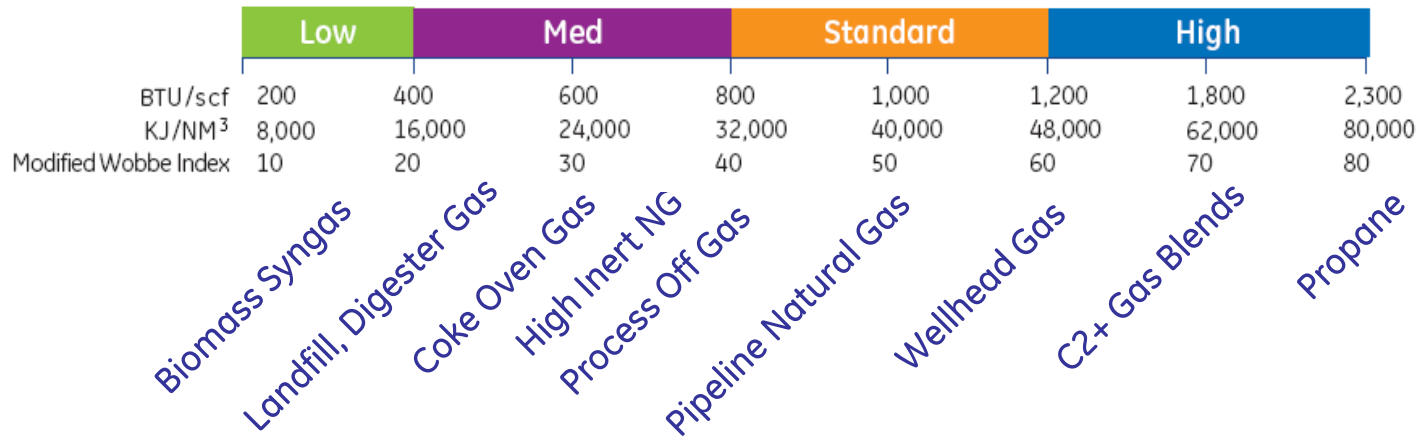 Low Med Standard High
BTU/scf 200 400 600 800 1,000 1,200 1,800 2,300
KJ/NM³ 8,000 16,000 24,000 32,000 40,000 48,000 62,000 80,000
Modified Wobbe Index 10 20 30 40 50 60 70 80
Biomass Syngas
Landfill, Digester Gas
Coke Oven Gas
High Inert NG
Process Off Gas
Pipeline Natural Gas
Wellhead Gas
C2+ Gas Blends
Propane